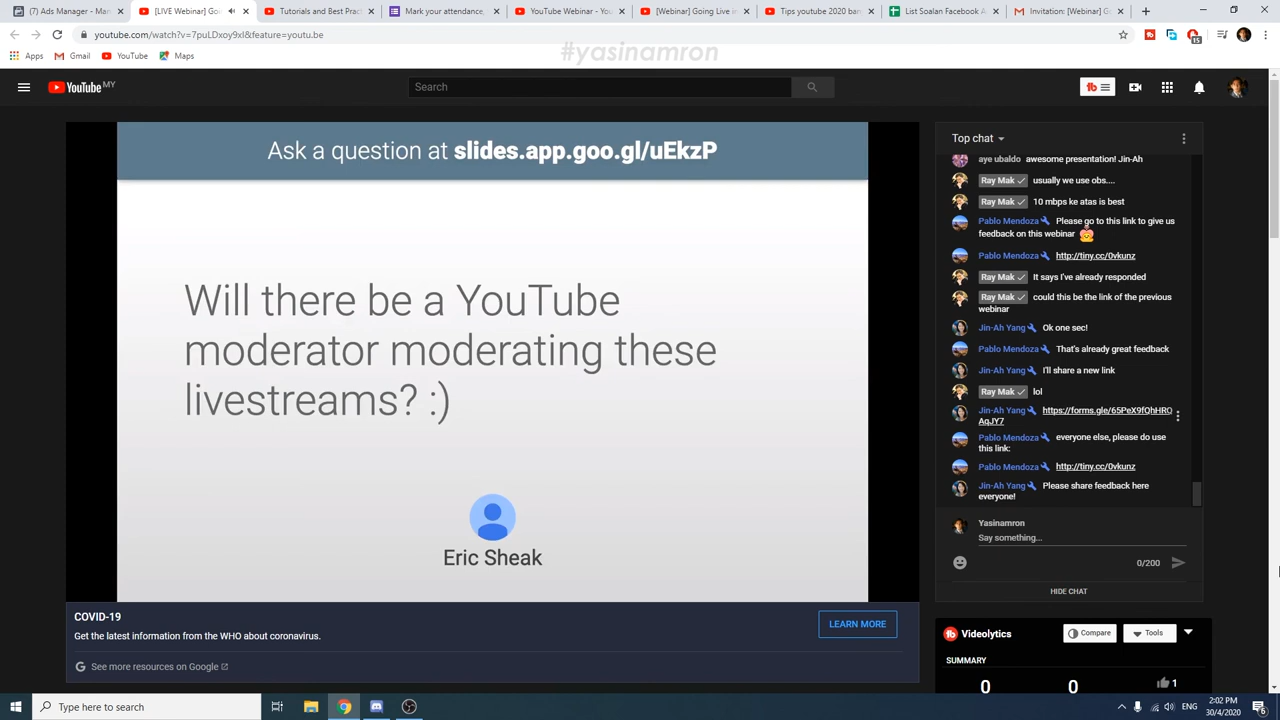 (7) Ads Manager - Man
[LIVE Webinar] Go
Tutorials and Best Prac
Mark your attendance,
YouTube Webinar - You
[Webinar] Going Live in
Tips youtube 2020 ban
List Soalan Facebook A
Invitation: [Webinar] Go
youtube.com/watch?v=7puLDxoy9xI&feature=youtu.be
15
Apps
Gmail
YouTube
Maps
#yasinamron
YouTube MY
Search
Ask a question at slides.app.goo.gl/uEkzP
Will there be a YouTube
moderator moderating these
livestreams? :)
Eric Sheak
COVID-19
Get the latest information from the WHO about coronavirus.
LEARN MORE
See more resources on Google
Top chat
aye ubaldo awesome presentation! Jin-Ah
Ray Mak usually we use obs....
Ray Mak 10 mbps ke atas is best
Pablo Mendoza Please go to this link to give us
feedback on this webinar
Pablo Mendoza http://tiny.cc/0vkunz
Ray Mak It says I've already responded
Ray Mak could this be the link of the previous
webinar
Jin-Ah Yang Ok one sec!
Pablo Mendoza That's already great feedback
Jin-Ah Yang I'll share a new link
Ray Mak lol
Jin-Ah Yang https://forms.gle/65PeX9fQhHRQ
AqJY7
Pablo Mendoza everyone else, please do use
this link:
Pablo Mendoza http://tiny.cc/0vkunz
Jin-Ah Yang Please share feedback here
everyone!
Yasinamron
Say something...
0/200
HIDE CHAT
Videolytics
Compare
Tools
SUMMARY
0
0
1
Type here to search
ENG
2:02 PM
30/4/2020
6